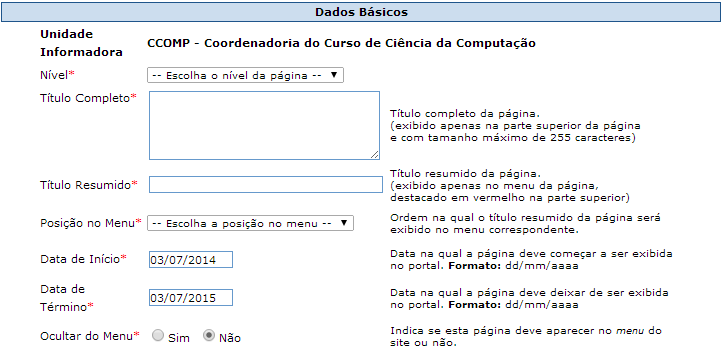 Dados Básicos
Unidade
Informadora
CCOMP - Coordenadoria do Curso de Ciência da Computação
Nível*
-- Escolha o nível da página --
Título Completo*
Título completo da página.
(exibido apenas na parte superior da página
e com tamanho máximo de 255 caracteres)
Título Resumido*
Título resumido da página.
(exibido apenas no menu da página,
destacado em vermelho na parte superior)
Posição no Menu*
-- Escolha a posição no menu --
Ordem na qual o título resumido da página será
exibido no menu correspondente.
Data de Início*
03/07/2014
Data na qual a página deve começar a ser exibida
no portal. Formato: dd/mm/aaaa
Data de
Término*
03/07/2015
Data na qual a página deve deixar de ser exibida
no portal. Formato: dd/mm/aaaa
Ocultar do Menu*
Sim
Não
Indica se esta página deve aparecer no menu do
site ou não.